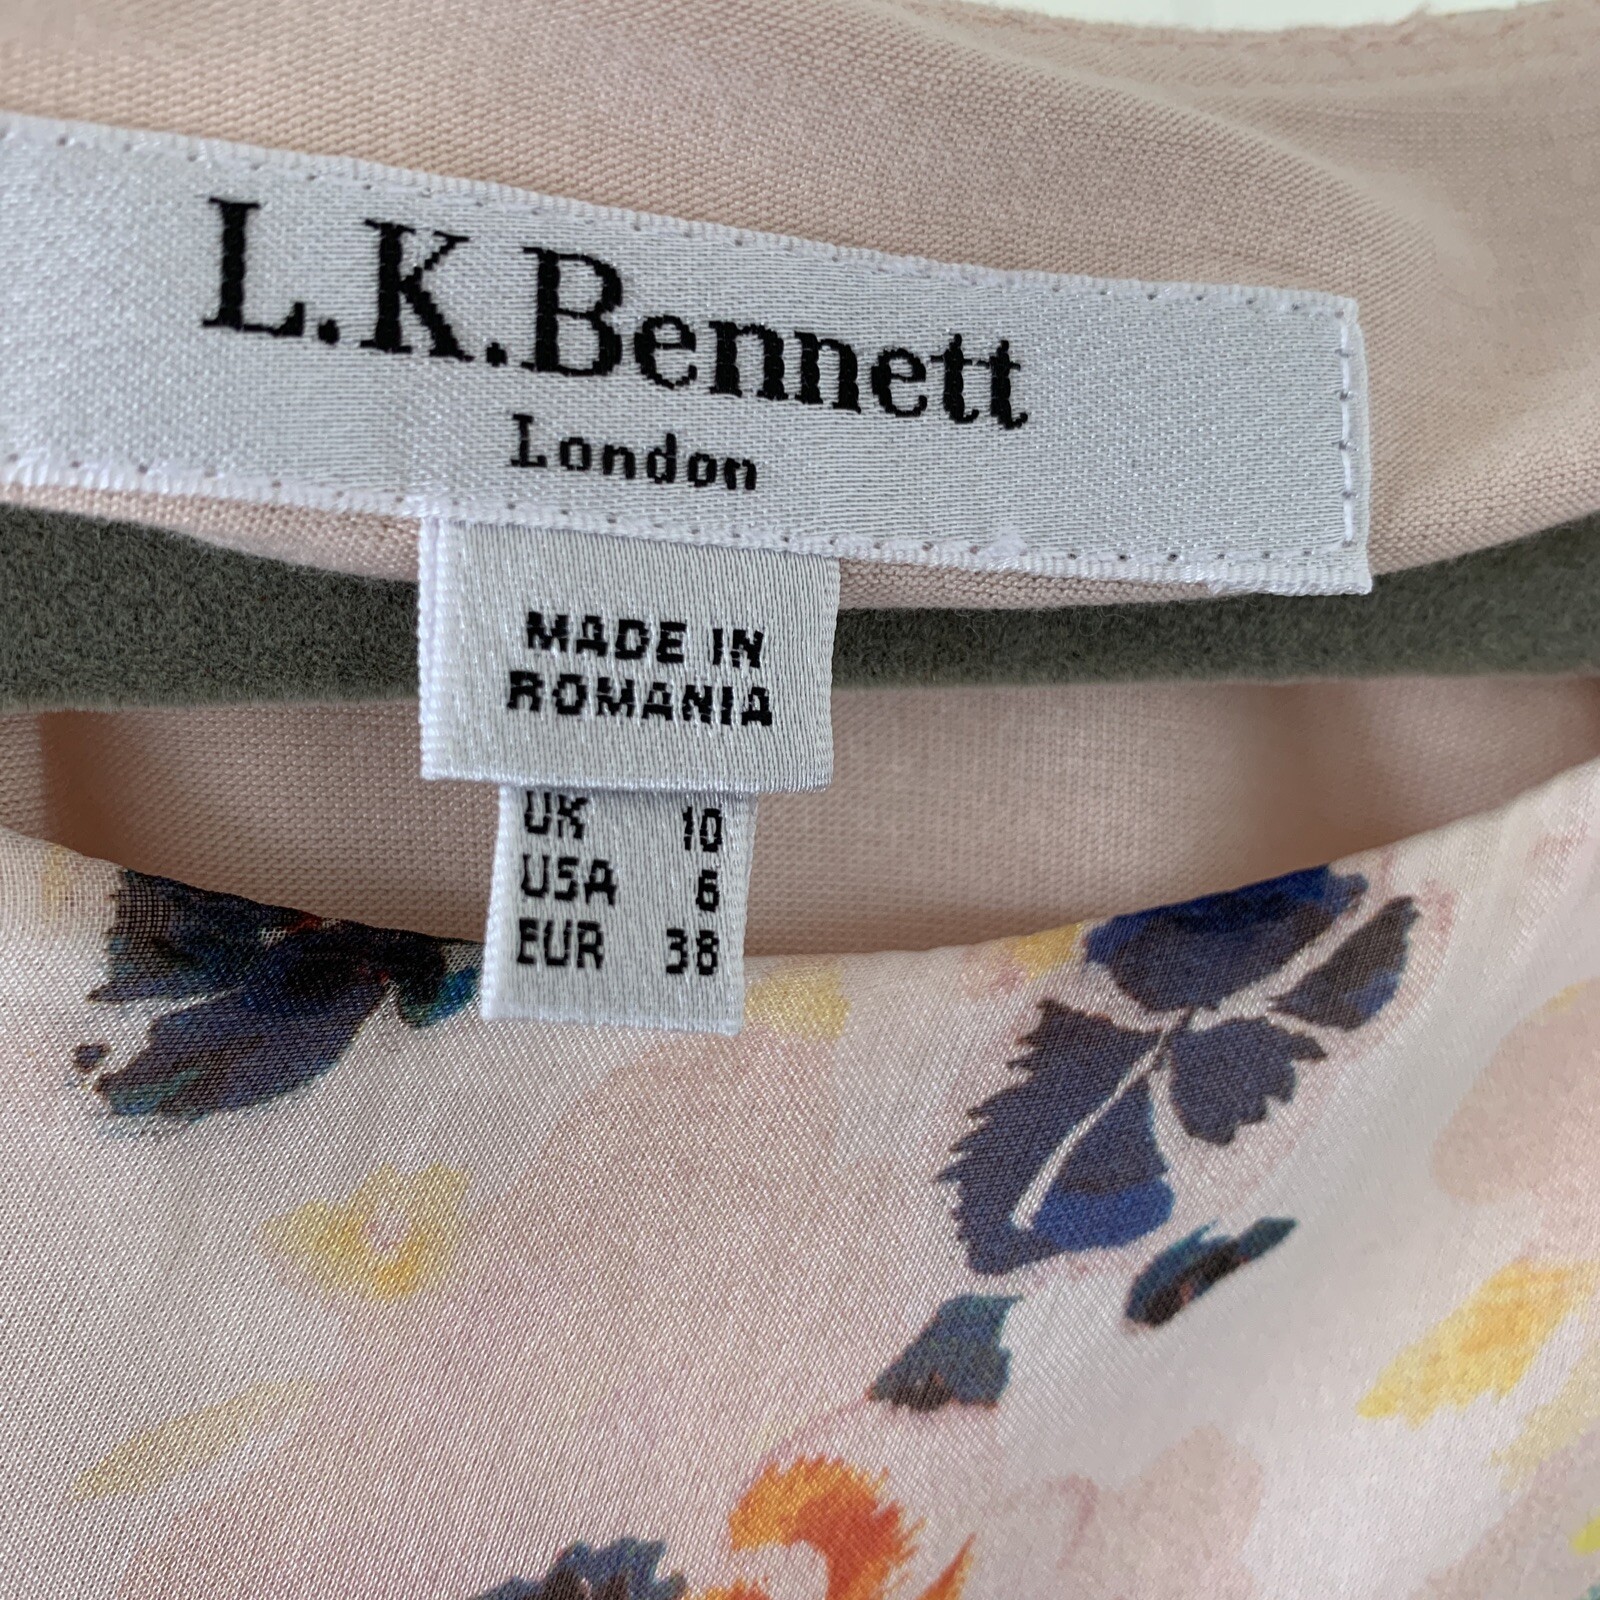 L.K.Bennett
London
MADE IN
ROMANIA
UK 10
USA 6
EUR 38